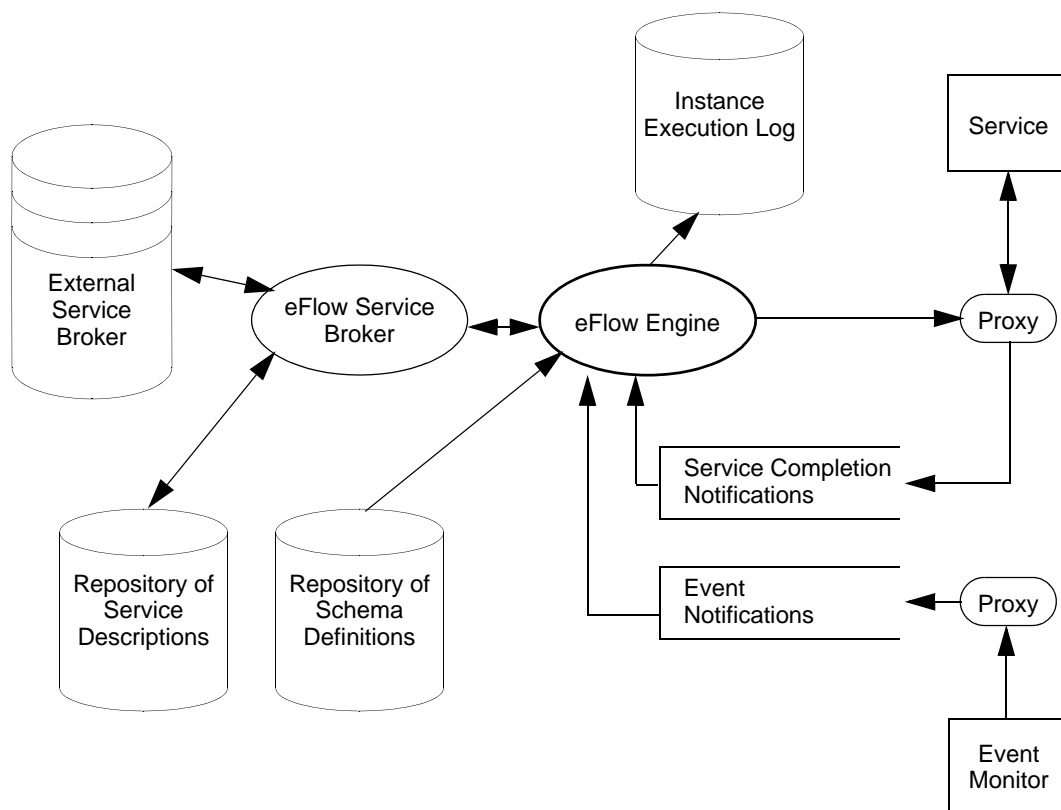 Instance
Execution Log
Service
External
Service
Broker
eFlow Service
Broker
eFlow Engine
Proxy
Service Completion
Notifications
Repository of
Service
Descriptions
Repository of
Schema
Definitions
Event
Notifications
Proxy
Event
Monitor